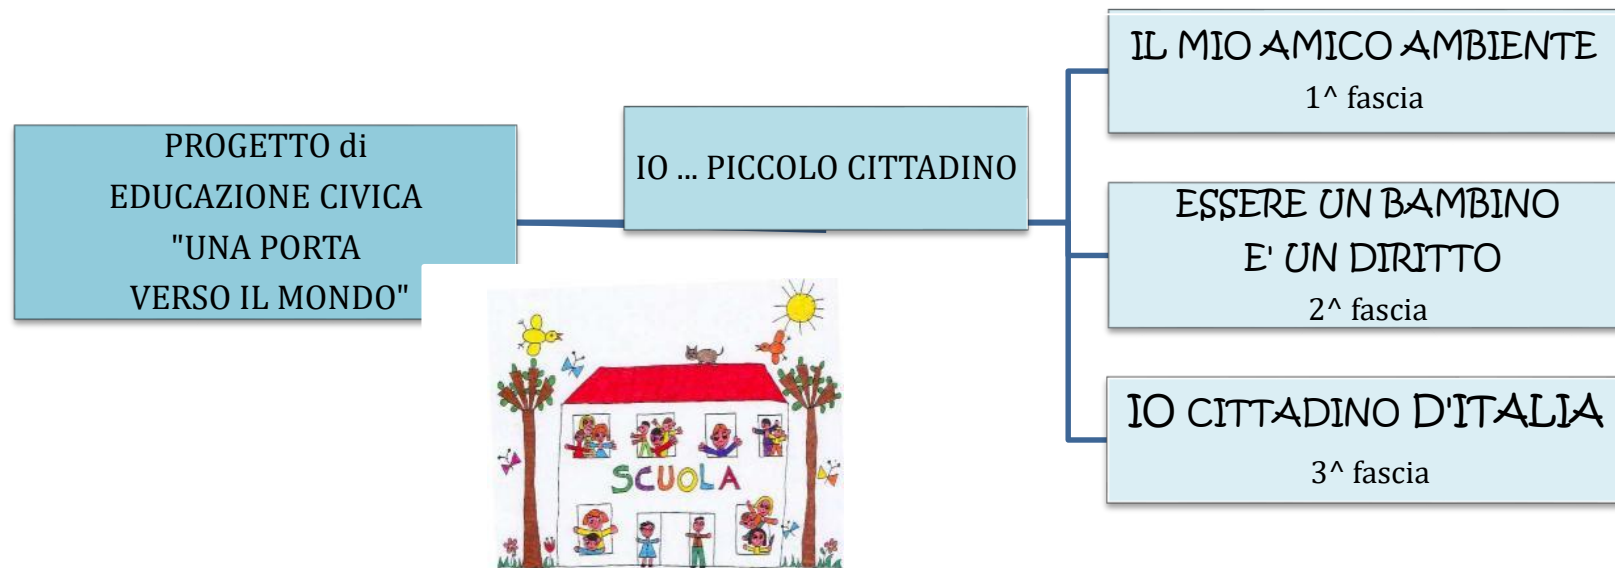 PROGETTO di
EDUCAZIONE CIVICA
"UNA PORTA
VERSO IL MONDO"
IO ... PICCOLO CITTADINO
IL MIO AMICO AMBIENTE
1^ fascia
ESSERE UN BAMBINO
E' UN DIRITTO
2^ fascia
IO CITTADINO D'ITALIA
3^ fascia
SCUOLA